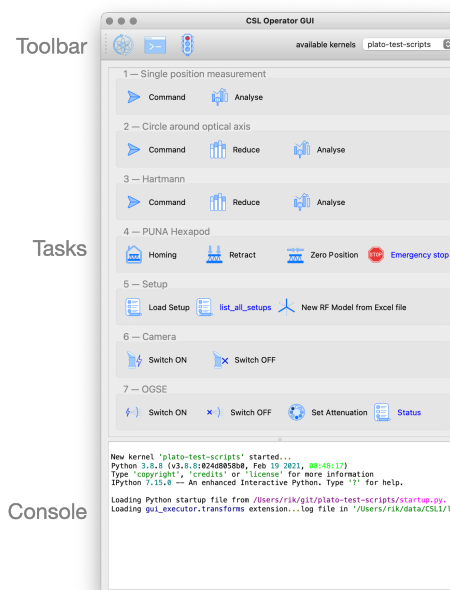 CSL Operator GUI
Toolbar
available kernels plato-test-scripts
1 — Single position measurement
Command Analyse
2 — Circle around optical axis
Command Reduce Analyse
3 — Hartmann
Command Reduce Analyse
Tasks
4 — PUNA Hexapod
Homing Retract Zero Position STOP Emergency stop
5 — Setup
Load Setup list_all_setups New RF Model from Excel file
6 — Camera
Switch ON Switch OFF
7 — OGSE
Switch ON Switch OFF Set Attenuation Status
Console
New kernel 'plato-test-scripts' started...
Python 3.8.8 (v3.8.8:024d8058b0, Feb 19 2021, 08:48:17)
Type 'copyright', 'credits' or 'license' for more information
IPython 7.15.0 -- An enhanced Interactive Python. Type '?' for help.
Loading Python startup file from /Users/rik/git/plato-test-scripts/startup.py.
Loading gui_executor.transforms extension...log file in '/Users/rik/data/CSL1/